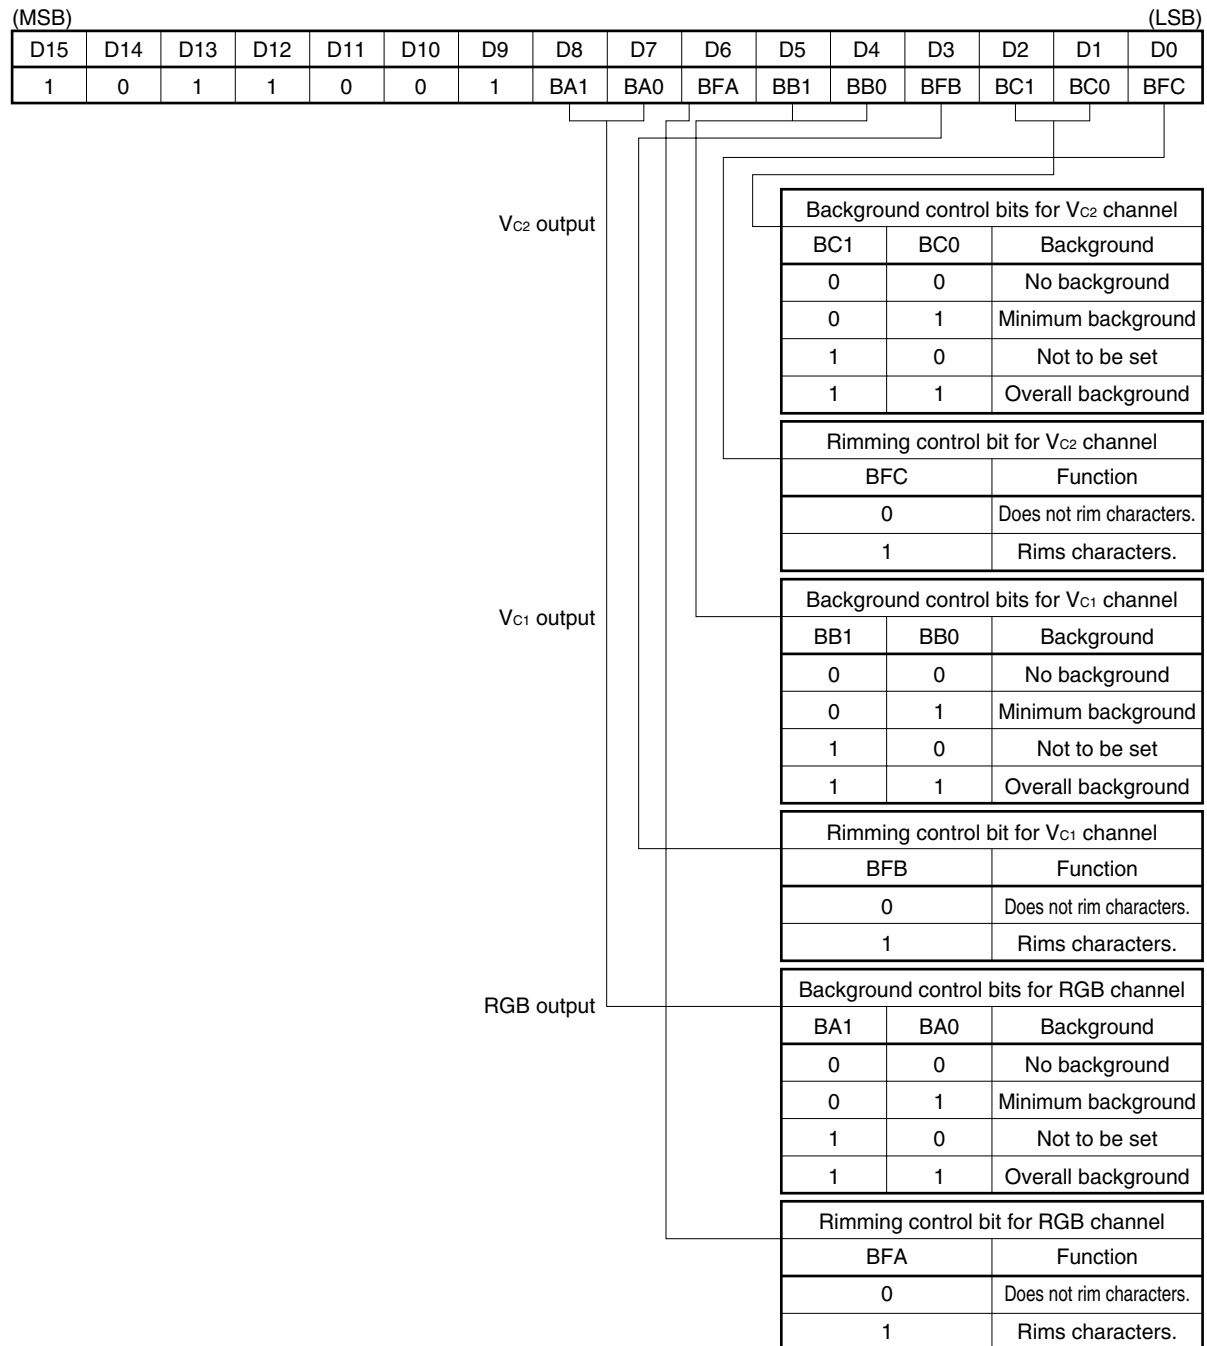 (MSB) (LSB)
D15 D14 D13 D12 D11 D10 D9 D8 D7 D6 D5 D4 D3 D2 D1 D0
1 0 1 1 0 0 1 BA1 BA0 BFA BB1 BB0 BFB BC1 BC0 BFC
VC2 output
Background control bits for VC2 channel
BC1 BC0 Background
0 0 No background
0 1 Minimum background
1 0 Not to be set
1 1 Overall background
Rimming control bit for VC2 channel
BFC Function
0 Does not rim characters.
1 Rims characters.
VC1 output
Background control bits for VC1 channel
BB1 BB0 Background
0 0 No background
0 1 Minimum background
1 0 Not to be set
1 1 Overall background
Rimming control bit for VC1 channel
BFB Function
0 Does not rim characters.
1 Rims characters.
RGB output
Background control bits for RGB channel
BA1 BA0 Background
0 0 No background
0 1 Minimum background
1 0 Not to be set
1 1 Overall background
Rimming control bit for RGB channel
BFA Function
0 Does not rim characters.
1 Rims characters.